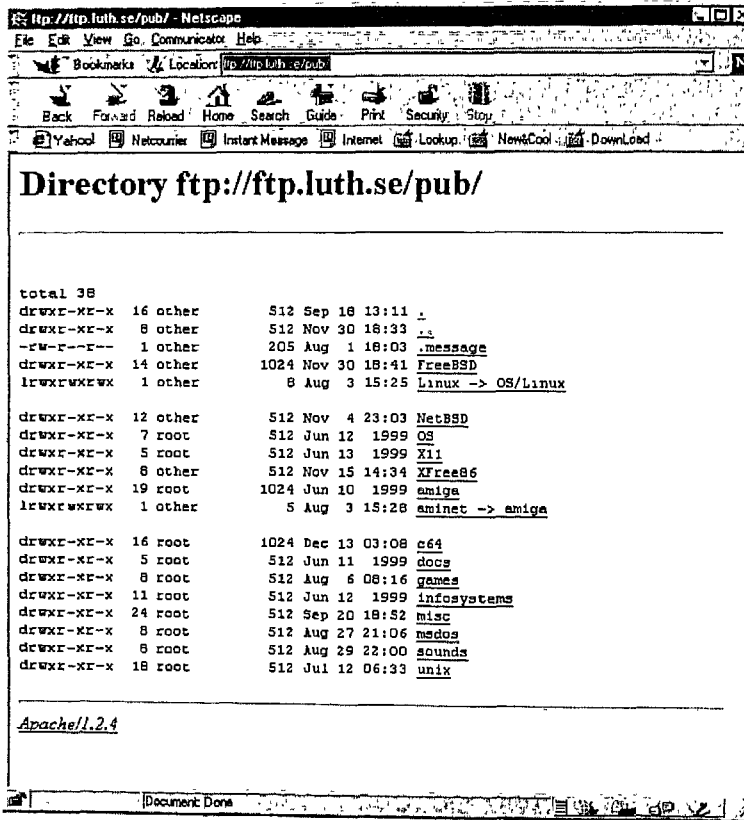 ftp://ftp.luth.se/pub/ - Netscape
File Edit View Go Communicator Help
Bookmarks Location: ftp://ftp.luth.se/pub/
Back Forward Reload Home Search Guide Print Security Stop
Yahoo! Netcourier Instant Message Internet Lookup New&Cool DownLoad
Directory ftp://ftp.luth.se/pub/
total 38
drwxr-xr-x 16 other 512 Sep 18 13:11 .
drwxr-xr-x 8 other 512 Nov 30 18:33 ..
-rw-r--r-- 1 other 205 Aug 1 18:03 .message
drwxr-xr-x 14 other 1024 Nov 30 18:41 FreeBSD
lrwxrwxrwx 1 other 8 Aug 3 15:25 Linux -> OS/Linux
drwxr-xr-x 12 other 512 Nov 4 23:03 NetBSD
drwxr-xr-x 7 root 512 Jun 12 1999 OS
drwxr-xr-x 5 root 512 Jun 13 1999 X11
drwxr-xr-x 8 other 512 Nov 15 14:34 XFree86
drwxr-xr-x 19 root 1024 Jun 10 1999 amiga
lrwxrwxrwx 1 other 5 Aug 3 15:28 aminet -> amiga
drwxr-xr-x 16 root 1024 Dec 13 03:08 c64
drwxr-xr-x 5 root 512 Jun 11 1999 docs
drwxr-xr-x 8 root 512 Aug 6 08:16 games
drwxr-xr-x 11 root 512 Jun 12 1999 infosystems
drwxr-xr-x 24 root 512 Sep 20 18:52 misc
drwxr-xr-x 8 root 512 Aug 27 21:06 msdos
drwxr-xr-x 8 root 512 Aug 29 22:00 sounds
drwxr-xr-x 18 root 512 Jul 12 06:33 unix
Apache/1.2.4
Document: Done